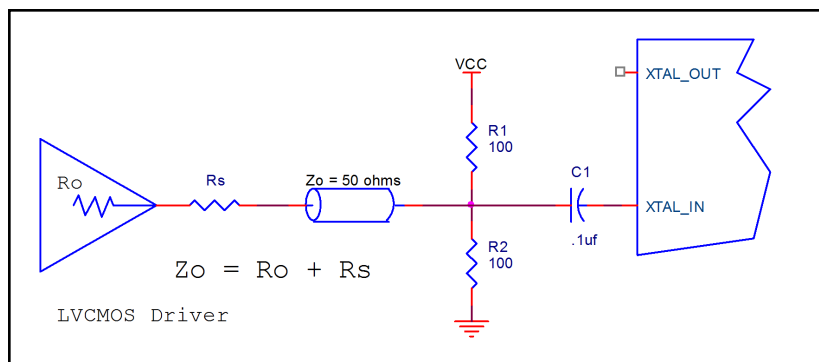 VCC
XTAL_OUT
R1
100
Ro
Rs
Zo = 50 ohms
C1
XTAL_IN
.1uf
R2
100
Zo = Ro + Rs
LVCMOS Driver